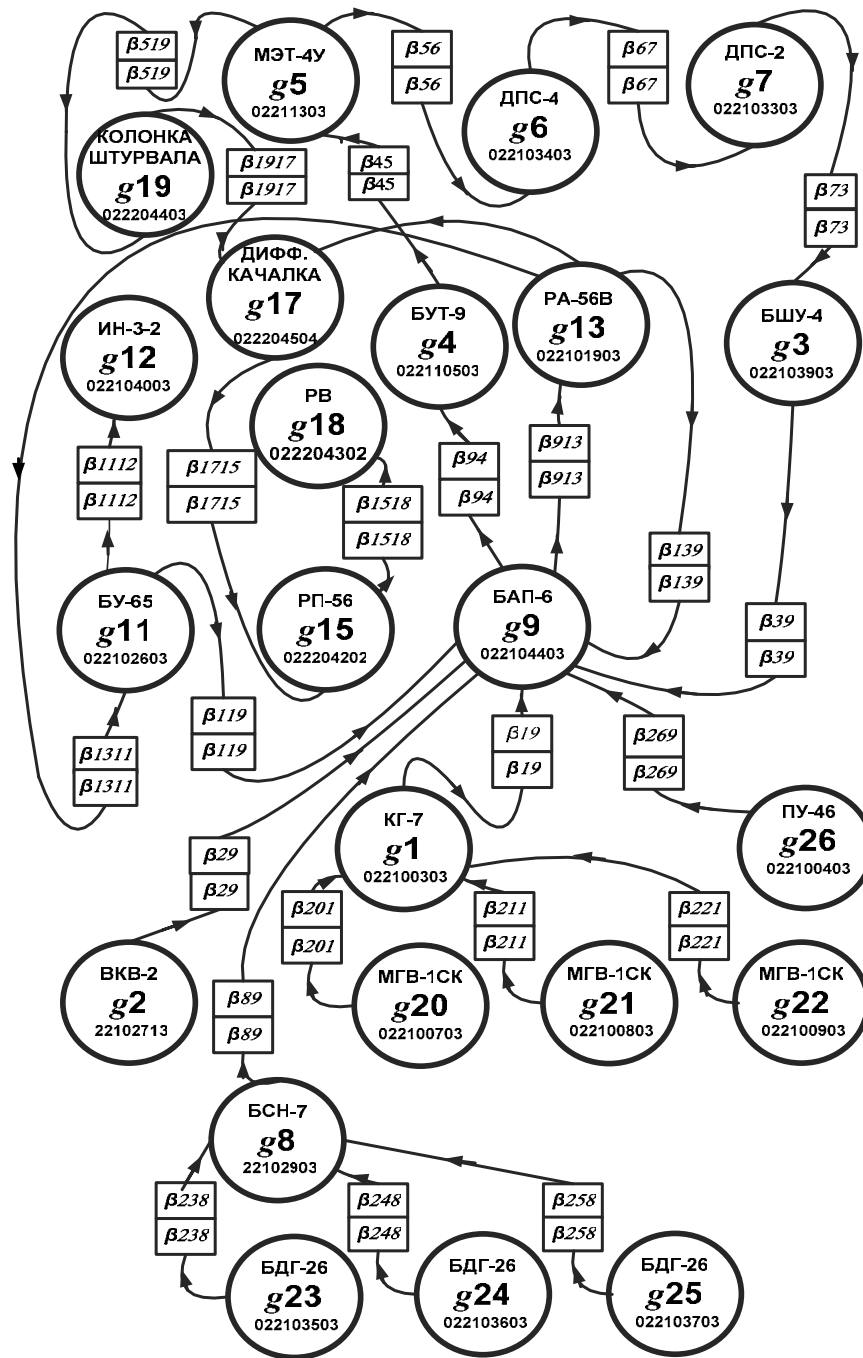 β519
β519
МЭТ-4У
g5
02211303
β56
β56
ДПС-4
g6
022103403
β67
β67
ДПС-2
g7
022103303
КОЛОНКА
ШТУРВАЛА
g19
022204403
β1917
β1917
β45
β45
β73
β73
ДИФФ.
КАЧАЛКА
g17
022204504
ИН-3-2
g12
022104003
БУТ-9
g4
022110503
РА-56В
g13
022101903
БШУ-4
g3
022103903
РВ
g18
022204302
β1112
β1112
β1715
β1715
β1518
β1518
β94
β94
β913
β913
β139
β139
БУ-65
g11
022102603
РП-56
g15
022204202
БАП-6
g9
022104403
β39
β39
β1311
β1311
β119
β119
β19
β19
β269
β269
КГ-7
g1
022100303
ПУ-46
g26
022100403
β29
β29
β201
β201
β211
β211
β221
β221
ВКВ-2
g2
22102713
β89
β89
МГВ-1СК
g20
022100703
МГВ-1СК
g21
022100803
МГВ-1СК
g22
022100903
БСН-7
g8
22102903
β238
β238
β248
β248
β258
β258
БДГ-26
g23
022103503
БДГ-26
g24
022103603
БДГ-26
g25
022103703